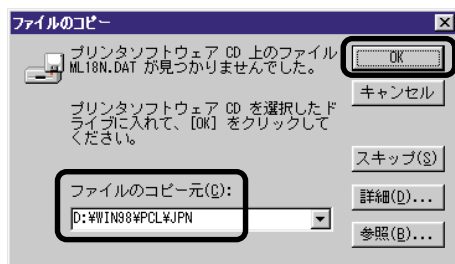 ファイルのコピー
プリンタソフトウェア CD 上のファイル
ML18N.DAT が見つかりませんでした。
プリンタソフトウェア CD を選択したド
ライブに入れて、[OK] をクリックして
ください。
ファイルのコピー元(C):
D:¥WIN98¥PCL¥JPN
OK
キャンセル
スキップ(S)
詳細(D)...
参照(B)...